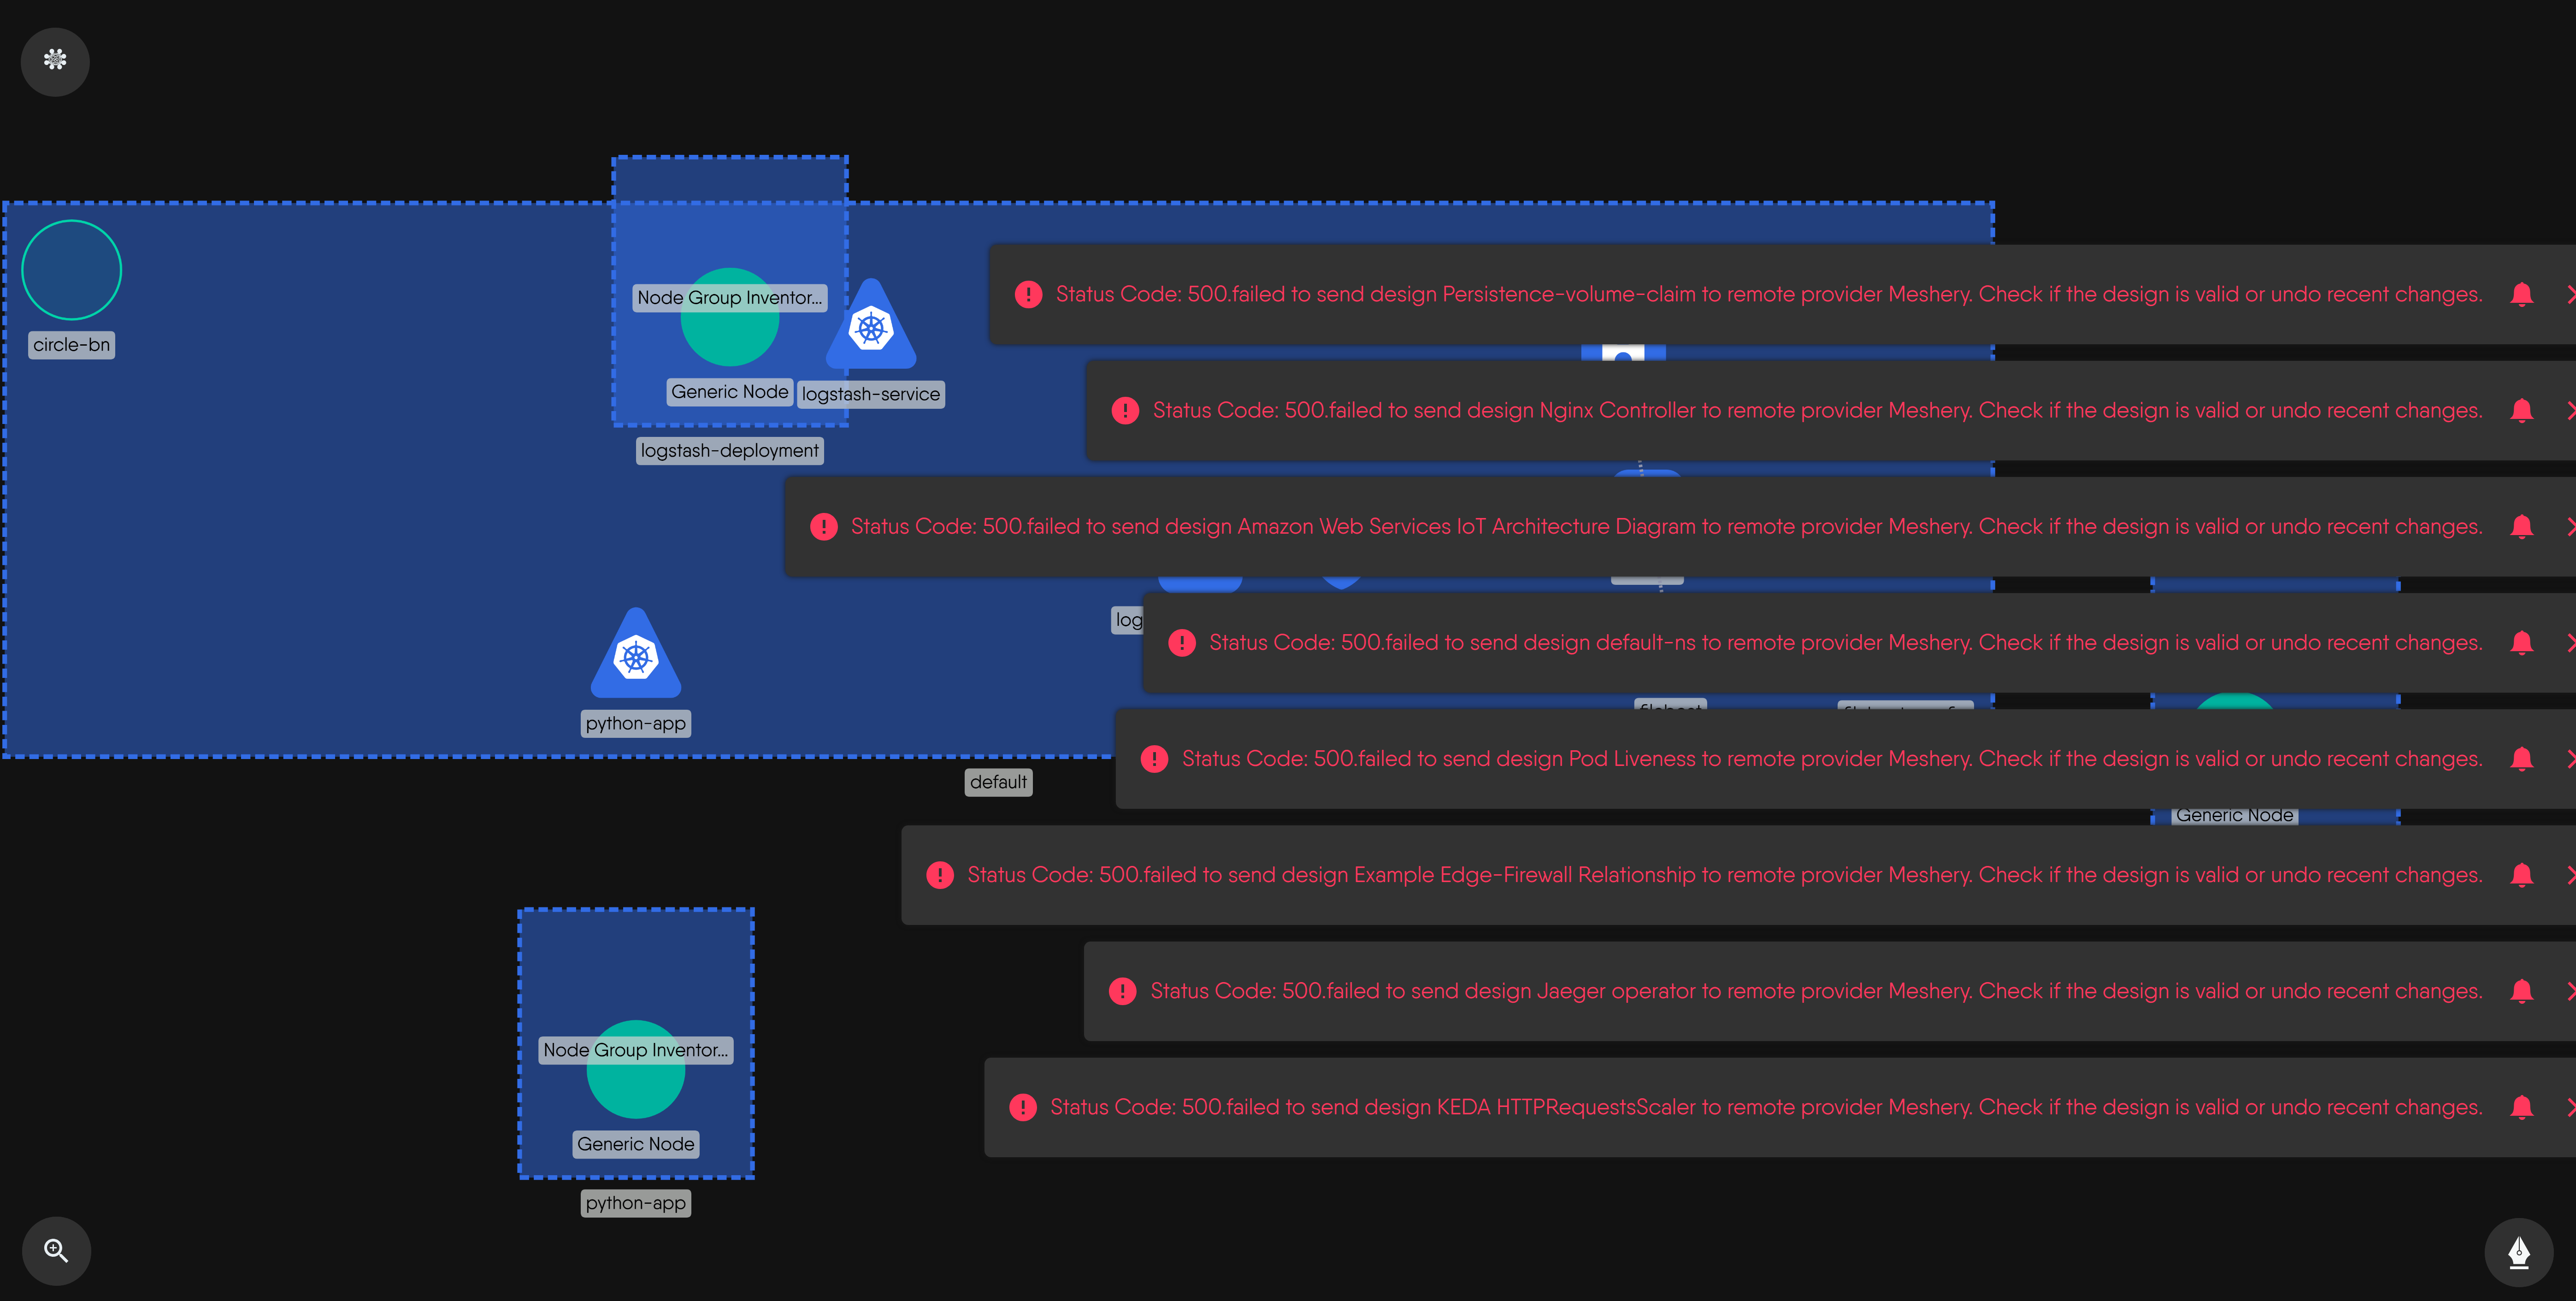 circle-bn
Node Group Inventor...
Generic Node
logstash-service
logstash-deployment
Status Code: 500.failed to send design Persistence-volume-claim to remote provider Meshery. Check if the design is valid or undo recent changes.
Status Code: 500.failed to send design Nginx Controller to remote provider Meshery. Check if the design is valid or undo recent changes.
Status Code: 500.failed to send design Amazon Web Services IoT Architecture Diagram to remote provider Meshery. Check if the design is valid or undo recent changes.
log
Status Code: 500.failed to send design default-ns to remote provider Meshery. Check if the design is valid or undo recent changes.
python-app
Status Code: 500.failed to send design Pod Liveness to remote provider Meshery. Check if the design is valid or undo recent changes.
default
Generic Node
Status Code: 500.failed to send design Example Edge-Firewall Relationship to remote provider Meshery. Check if the design is valid or undo recent changes.
Status Code: 500.failed to send design Jaeger operator to remote provider Meshery. Check if the design is valid or undo recent changes.
Node Group Inventor...
Status Code: 500.failed to send design KEDA HTTPRequestsScaler to remote provider Meshery. Check if the design is valid or undo recent changes.
Generic Node
python-app